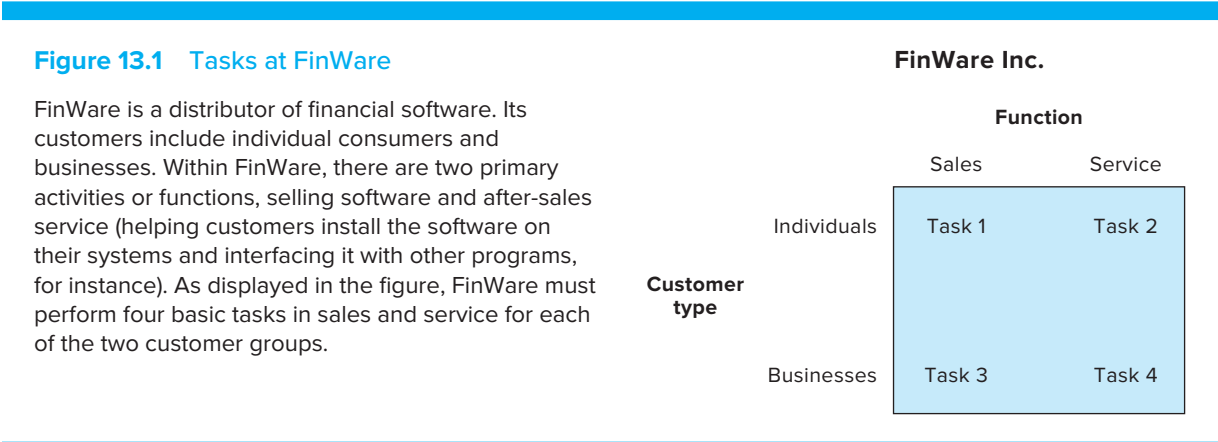 Figure 13.1 Tasks at FinWare
FinWare is a distributor of financial software. Its
customers include individual consumers and
businesses. Within FinWare, there are two primary
activities or functions, selling software and after-sales
service (helping customers install the software on
their systems and interfacing it with other programs,
for instance). As displayed in the figure, FinWare must
perform four basic tasks in sales and service for each
of the two customer groups.
FinWare Inc.
Function
Sales Service
Individuals Task 1 Task 2
Customer
type
Businesses Task 3 Task 4